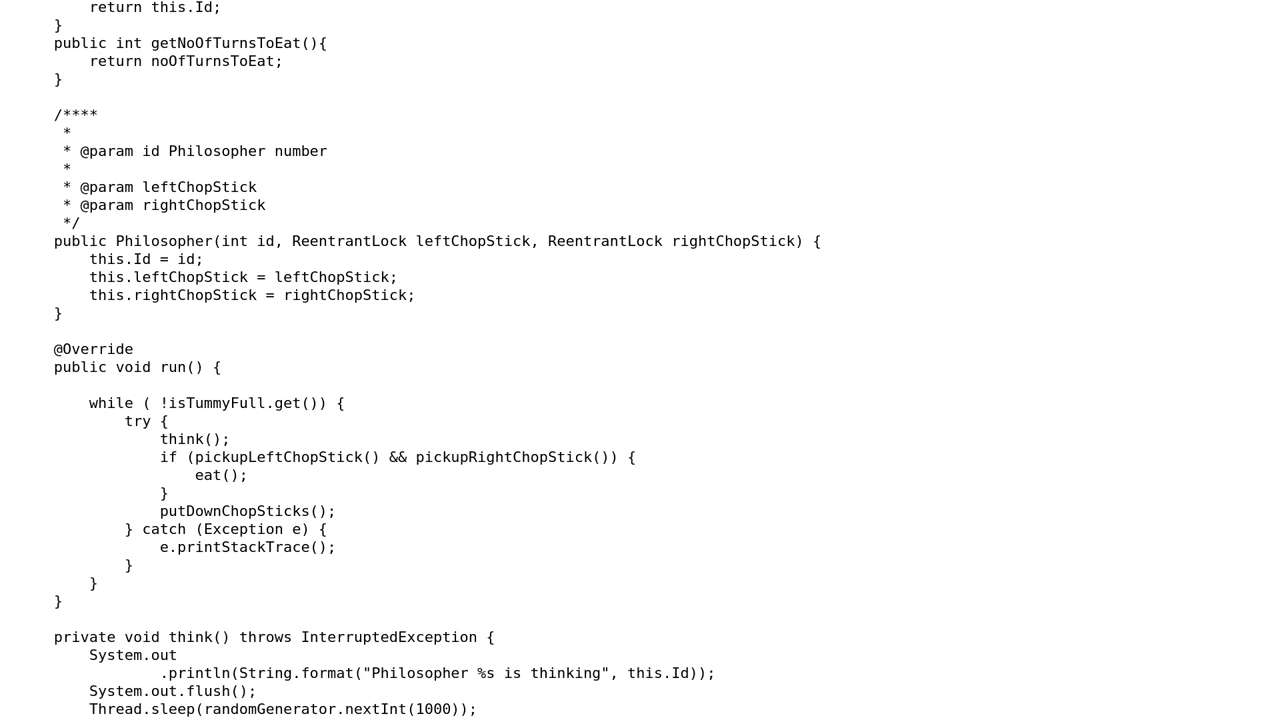 return this.Id;
}
public int getNoOfTurnsToEat(){
return noOfTurnsToEat;
}
/****
*
* @param id Philosopher number
*
* @param leftChopStick
* @param rightChopStick
*/
public Philosopher(int id, ReentrantLock leftChopStick, ReentrantLock rightChopStick) {
this.Id = id;
this.leftChopStick = leftChopStick;
this.rightChopStick = rightChopStick;
}
@Override
public void run() {
while ( !isTummyFull.get()) {
try {
think();
if (pickupLeftChopStick() && pickupRightChopStick()) {
eat();
}
putDownChopSticks();
} catch (Exception e) {
e.printStackTrace();
}
}
}
private void think() throws InterruptedException {
System.out
.println(String.format("Philosopher %s is thinking", this.Id));
System.out.flush();
Thread.sleep(randomGenerator.nextInt(1000));